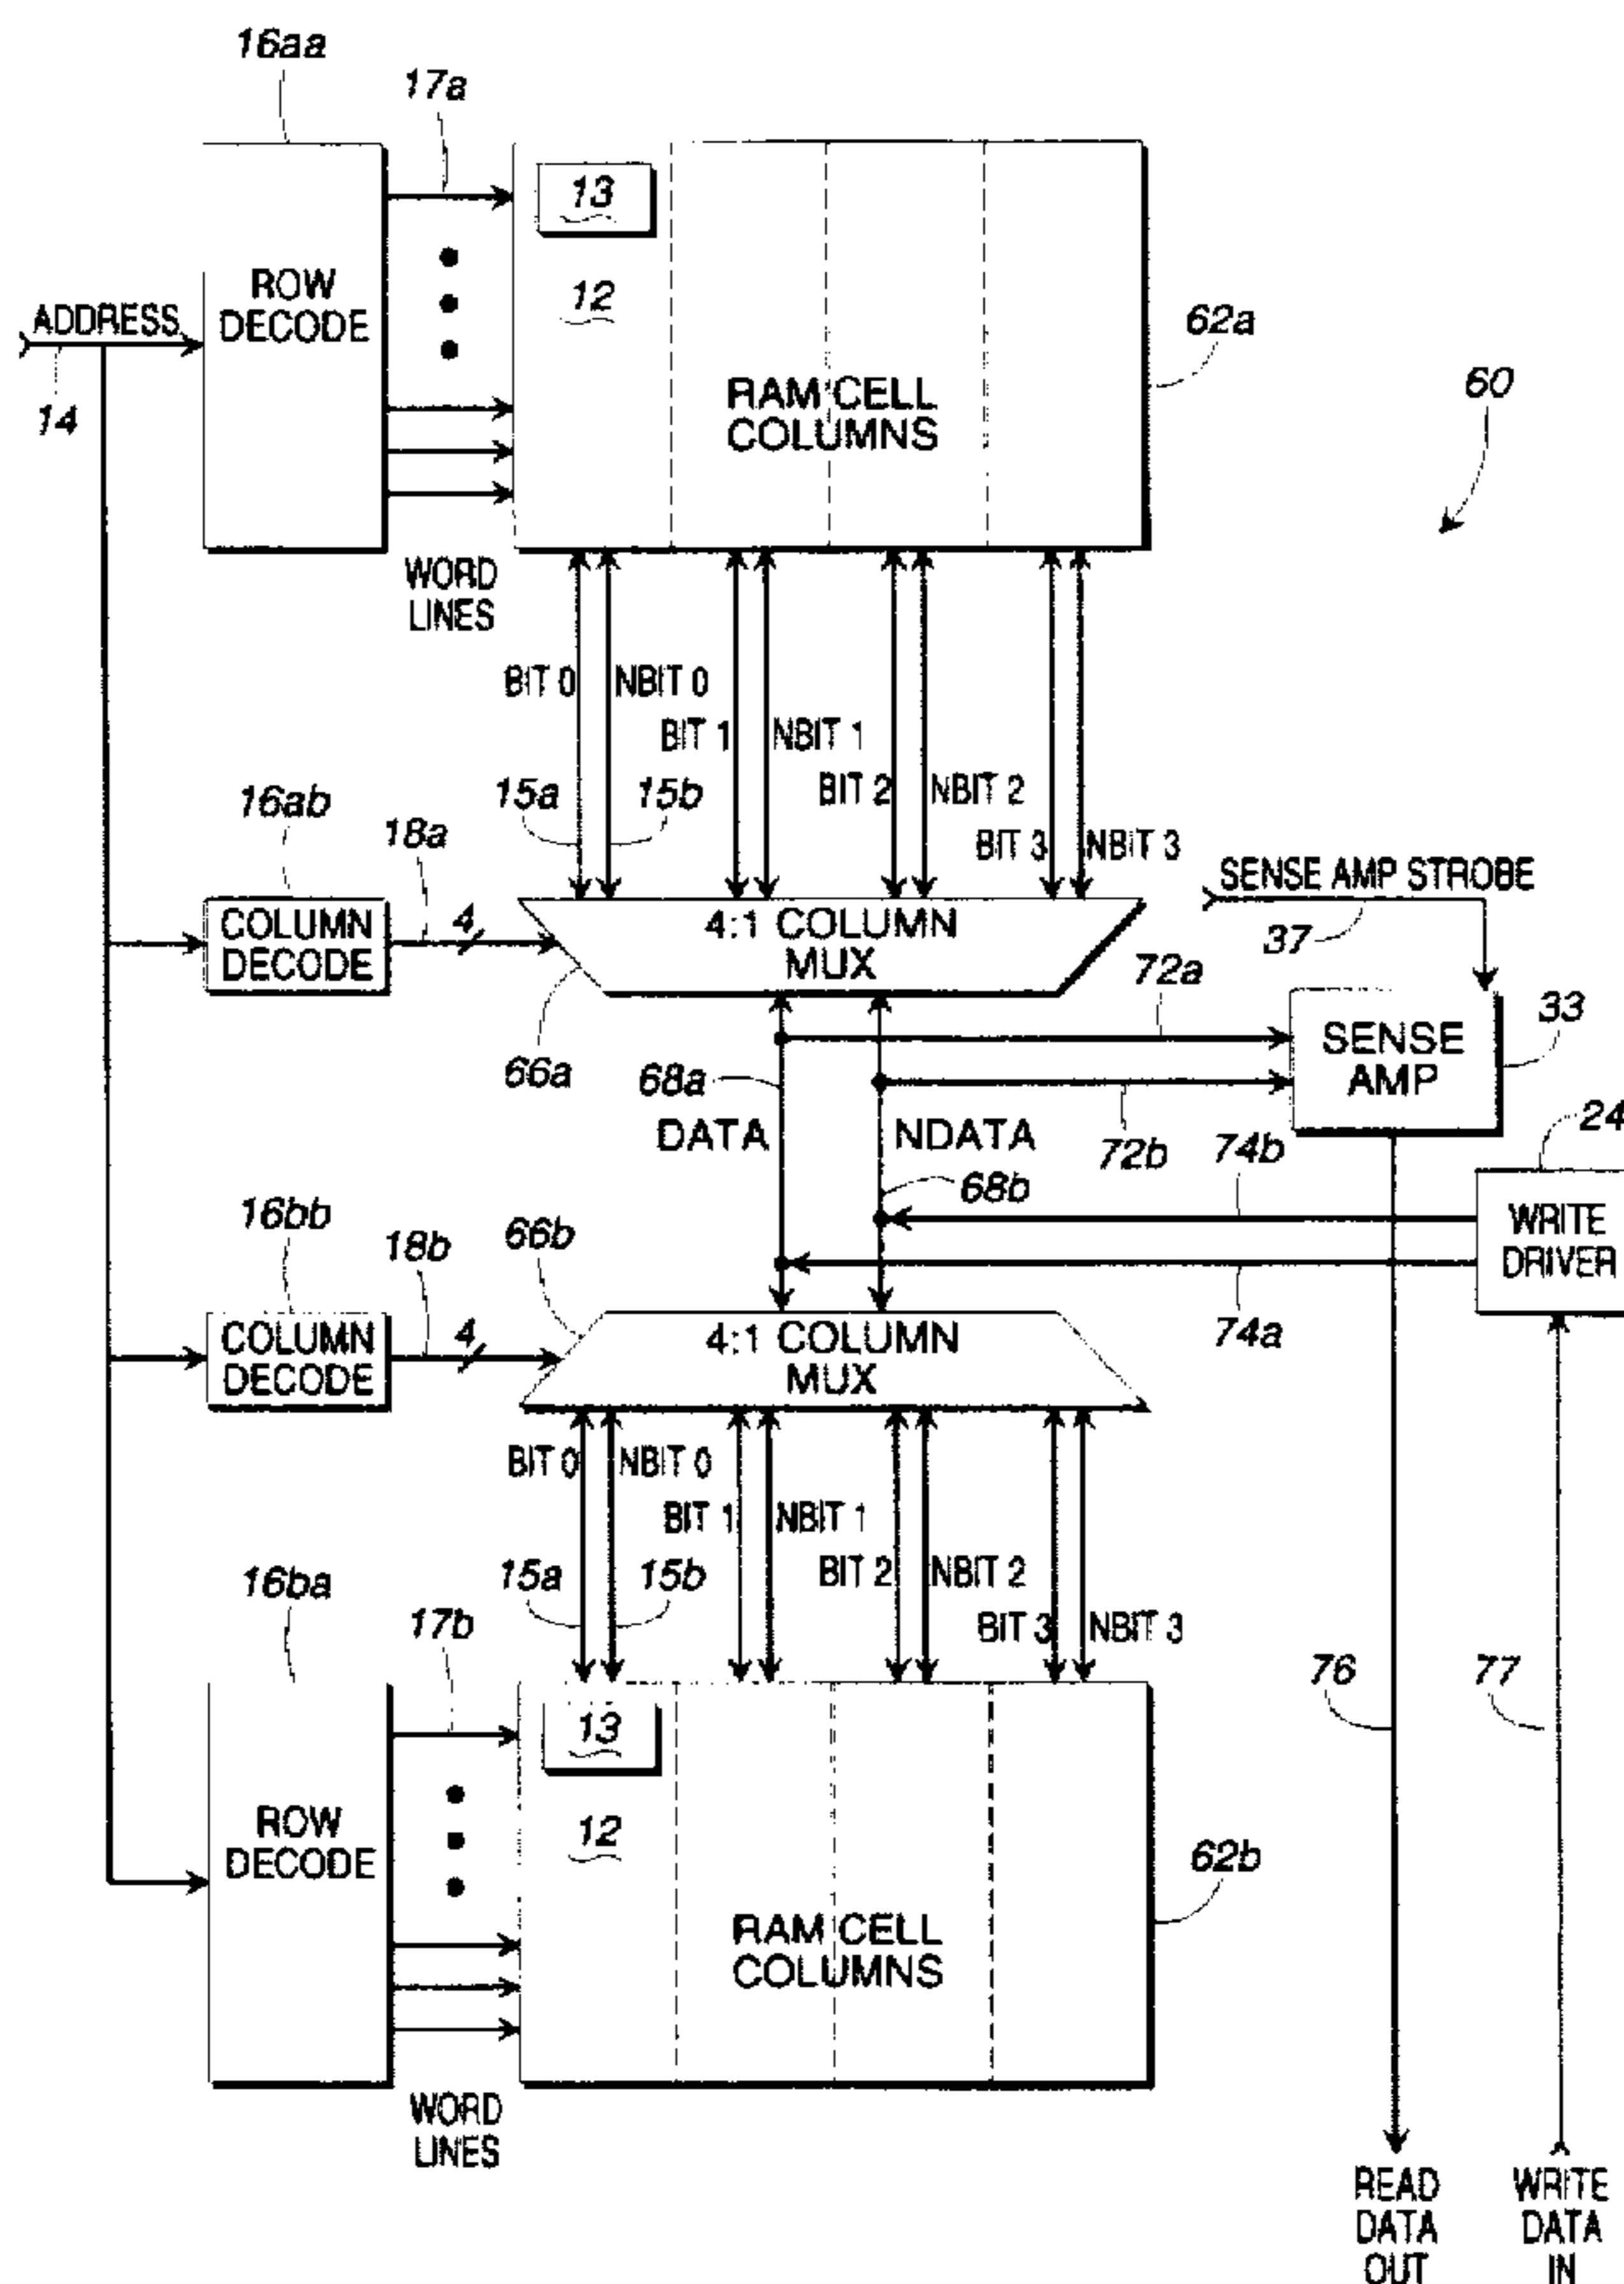 16aa
17a
13
ROW
DECODE
12
ADDRESS
14
62a
RAM CELL
COLUMNS
60
WORD
LINES
BIT 0
NBIT 0
BIT 1
NBIT 1
BIT 2
NBIT 2
BIT 3
NBIT 3
15a
15b
16ab
18a
4
COLUMN
DECODE
4:1 COLUMN
MUX
SENSE AMP STROBE
37
72a
33
SENSE
AMP
66a
68a
DATA
NDATA
72b
74b
24
68b
16bb
18b
66b
WRITE
DRIVER
4
COLUMN
DECODE
4:1 COLUMN
MUX
74a
BIT 0
NBIT 0
BIT 1
NBIT 1
BIT 2
NBIT 2
BIT 3
NBIT 3
15a
15b
16ba
17b
76
77
13
ROW
DECODE
12
62b
RAM CELL
COLUMNS
WORD
LINES
READ
DATA
OUT
WRITE
DATA
IN